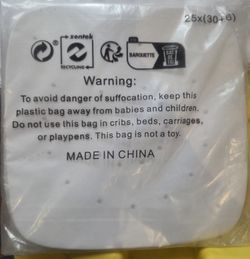 25x(30+6)
zentek
RECYCLING
BARQUETTE
Warning:
To avoid danger of suffocation, keep this
plastic bag away from babies and children.
Do not use this bag in cribs, beds, carriages,
or playpens. This bag is not a toy.
MADE IN CHINA